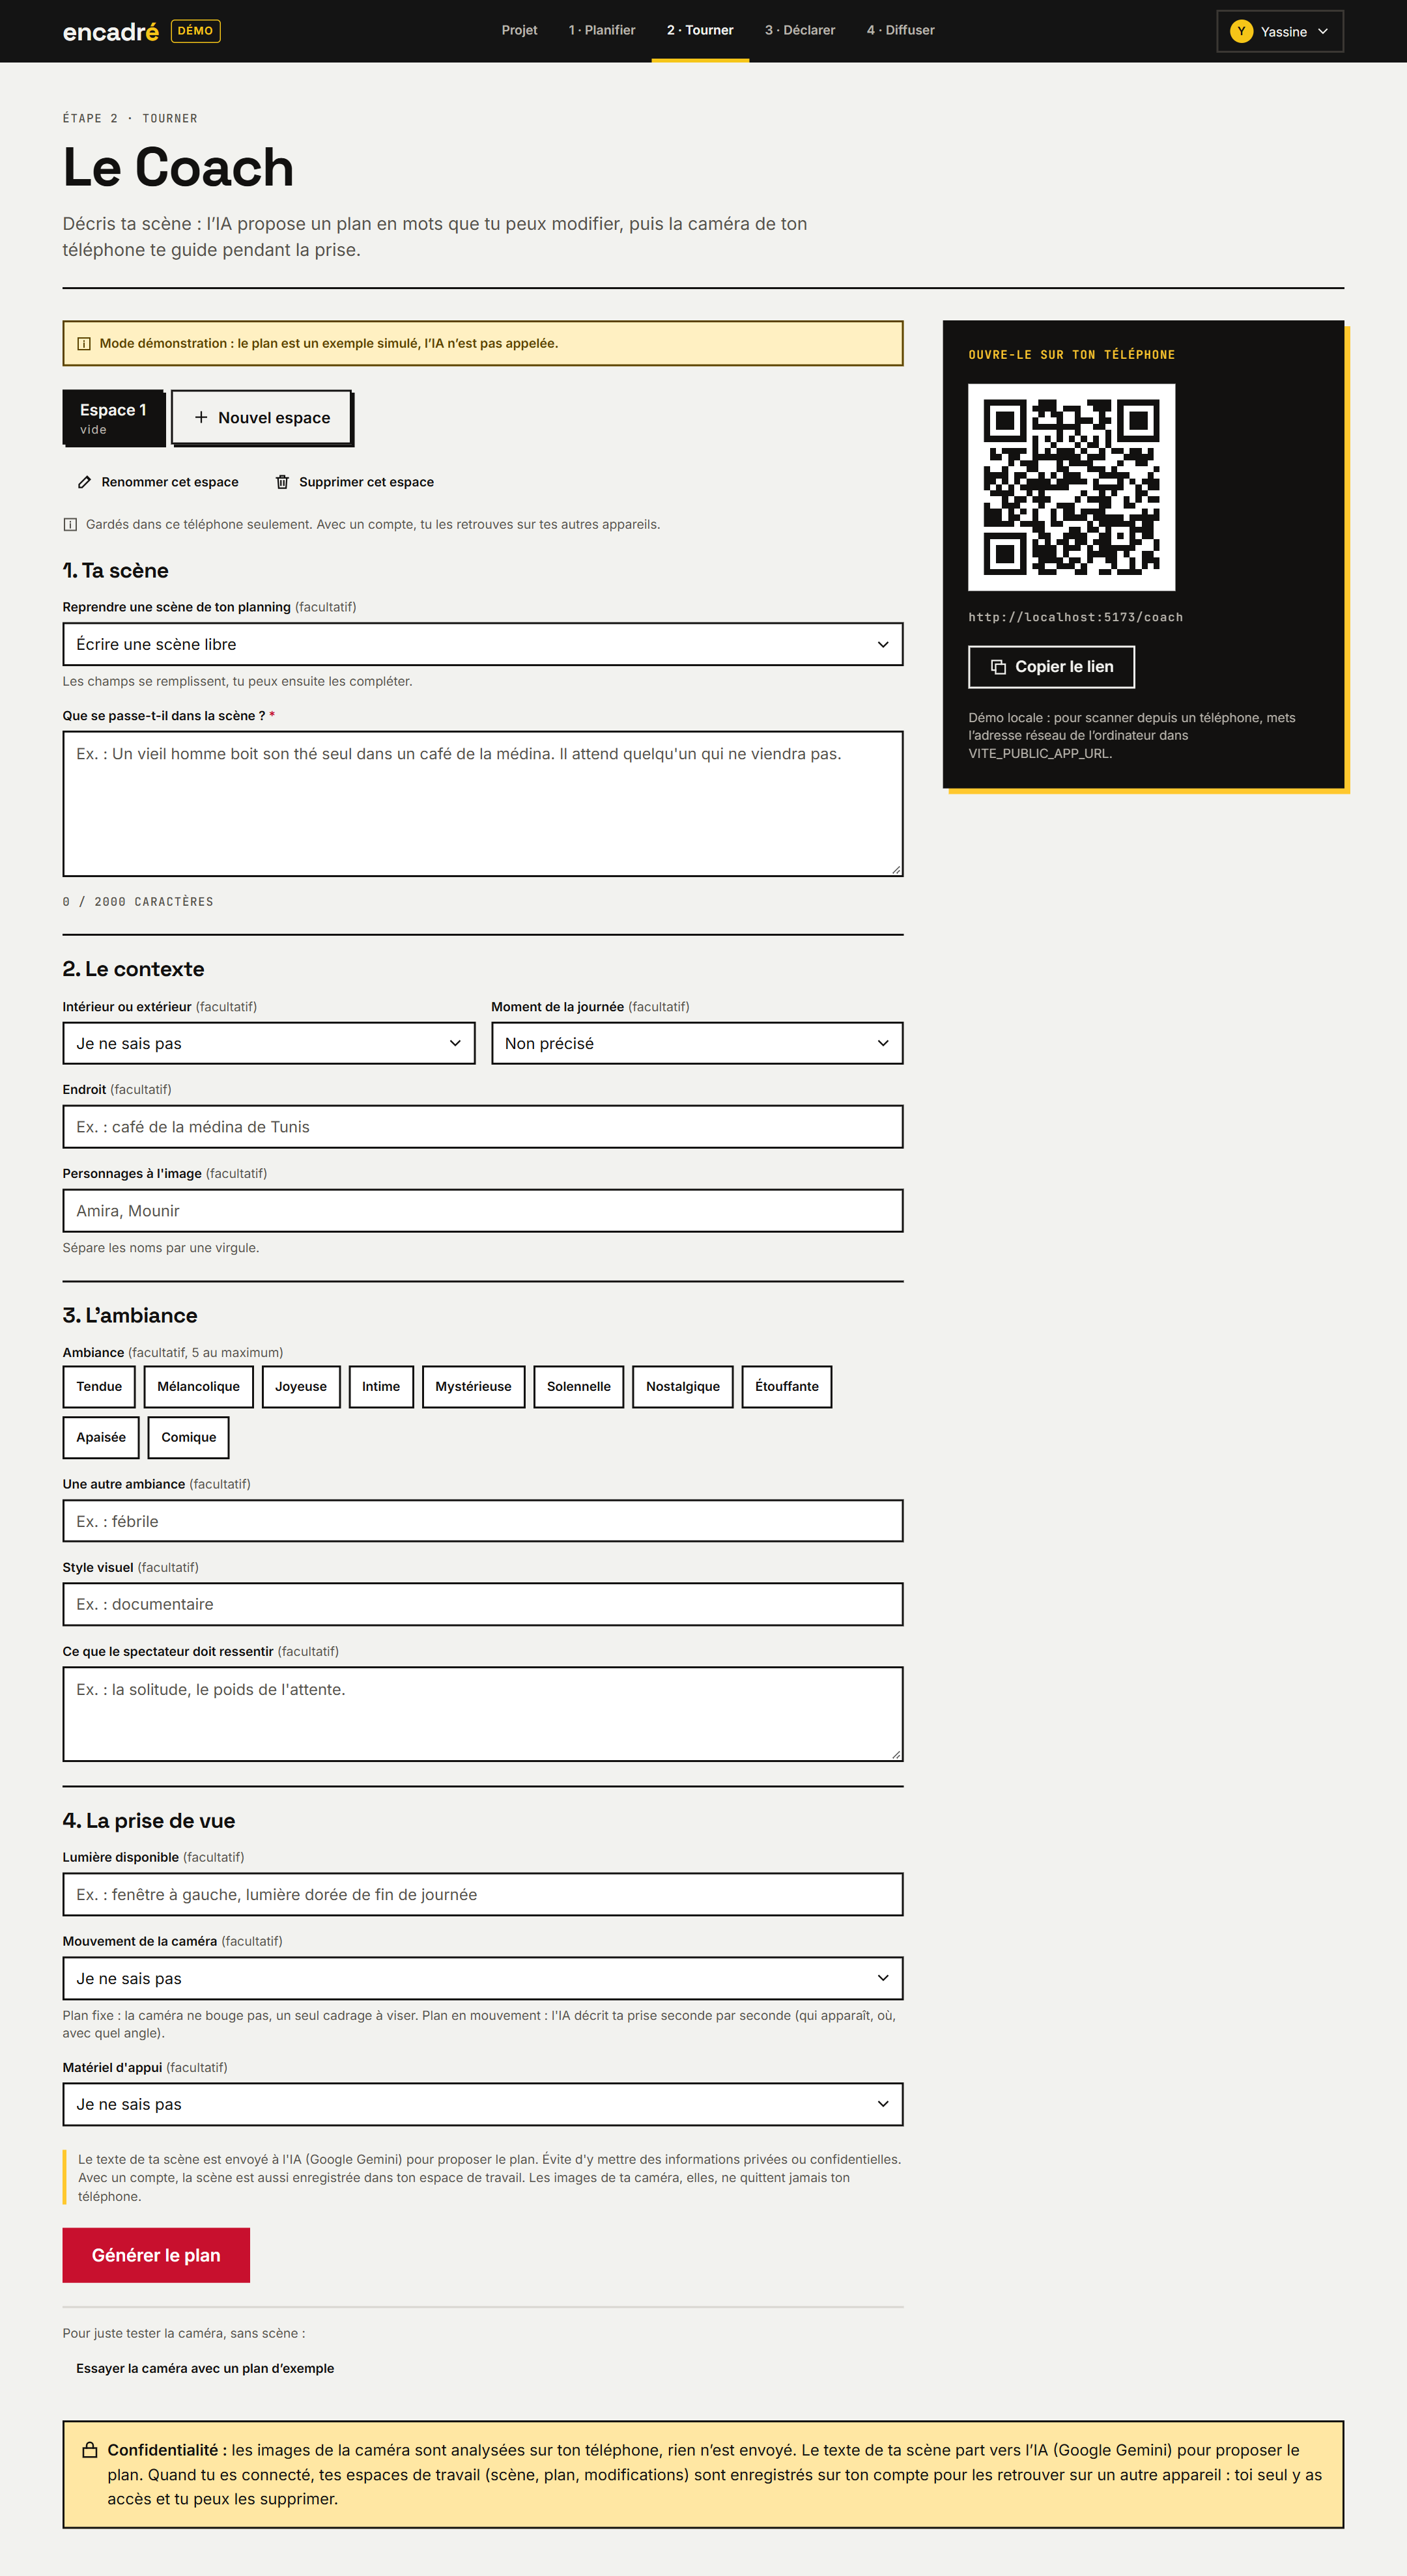 encadré DÉMO Projet 1 · Planifier 2 · Tourner 3 · Déclarer 4 · Diffuser Y Yassine
ÉTAPE 2 · TOURNER
Le Coach
Décris ta scène : l’IA propose un plan en mots que tu peux modifier, puis la caméra de ton
téléphone te guide pendant la prise.
Mode démonstration : le plan est un exemple simulé, l’IA n’est pas appelée.
Espace 1
vide
Nouvel espace
Renommer cet espace Supprimer cet espace
Gardés dans ce téléphone seulement. Avec un compte, tu les retrouves sur tes autres appareils.
1. Ta scène
Reprendre une scène de ton planning (facultatif)
Écrire une scène libre
Les champs se remplissent, tu peux ensuite les compléter.
Que se passe-t-il dans la scène ? *
Ex. : Un vieil homme boit son thé seul dans un café de la médina. Il attend quelqu'un qui ne viendra pas.
0 / 2000 CARACTÈRES
2. Le contexte
Intérieur ou extérieur (facultatif) Moment de la journée (facultatif)
Je ne sais pas Non précisé
Endroit (facultatif)
Ex. : café de la médina de Tunis
Personnages à l'image (facultatif)
Amira, Mounir
Sépare les noms par une virgule.
3. L’ambiance
Ambiance (facultatif, 5 au maximum)
Tendue Mélancolique Joyeuse Intime Mystérieuse Solennelle Nostalgique Étouffante
Apaisée Comique
Une autre ambiance (facultatif)
Ex. : fébrile
Style visuel (facultatif)
Ex. : documentaire
Ce que le spectateur doit ressentir (facultatif)
Ex. : la solitude, le poids de l'attente.
4. La prise de vue
Lumière disponible (facultatif)
Ex. : fenêtre à gauche, lumière dorée de fin de journée
Mouvement de la caméra (facultatif)
Je ne sais pas
Plan fixe : la caméra ne bouge pas, un seul cadrage à viser. Plan en mouvement : l'IA décrit ta prise seconde par seconde (qui apparaît, où,
avec quel angle).
Matériel d'appui (facultatif)
Je ne sais pas
Le texte de ta scène est envoyé à l'IA (Google Gemini) pour proposer le plan. Évite d'y mettre des informations privées ou confidentielles.
Avec un compte, la scène est aussi enregistrée dans ton espace de travail. Les images de ta caméra, elles, ne quittent jamais ton
téléphone.
Générer le plan
Pour juste tester la caméra, sans scène :
Essayer la caméra avec un plan d’exemple
OUVRE-LE SUR TON TÉLÉPHONE
http://localhost:5173/coach
Copier le lien
Démo locale : pour scanner depuis un téléphone, mets
l’adresse réseau de l’ordinateur dans
VITE_PUBLIC_APP_URL.
Confidentialité : les images de la caméra sont analysées sur ton téléphone, rien n’est envoyé. Le texte de ta scène part vers l’IA (Google Gemini) pour proposer le
plan. Quand tu es connecté, tes espaces de travail (scène, plan, modifications) sont enregistrés sur ton compte pour les retrouver sur un autre appareil : toi seul y as
accès et tu peux les supprimer.